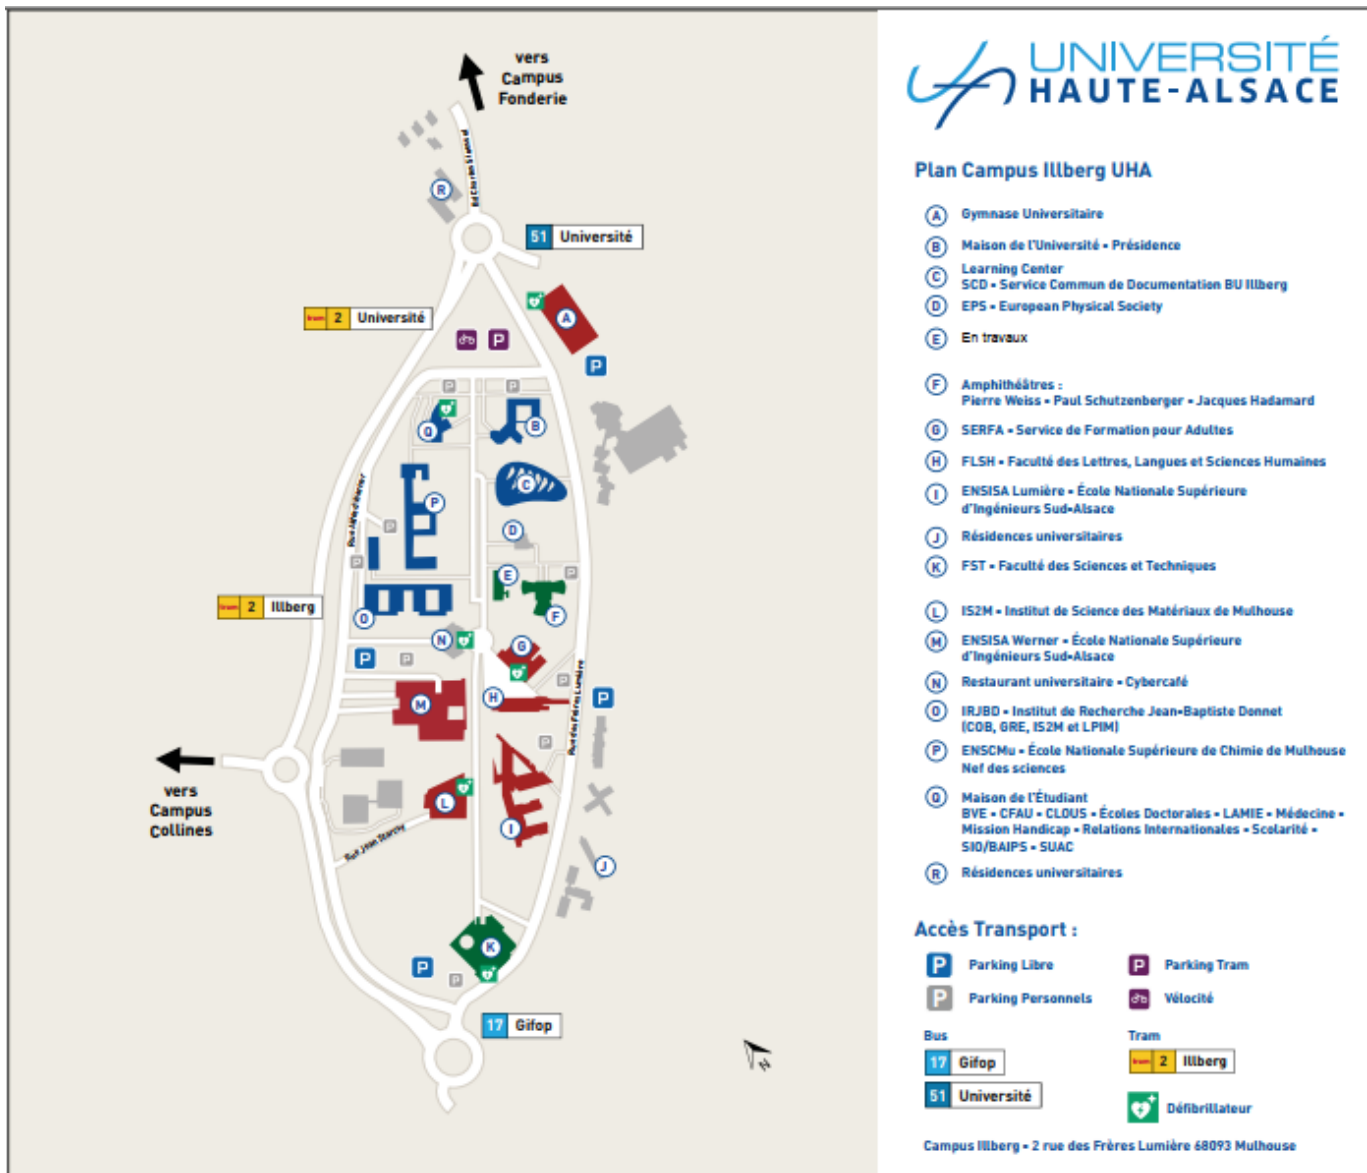 vers
Campus
Fonderie
R
51 Université
tram 2 Université
A
P
P
P
P
Q
B
C
P
D
P
P
E
P
F
O
tram 2 Illberg
N
G
P
P
P
H
M
P
Rue des Frères Lumière
P
vers
Campus
Collines
L
I
Rue Jean Starcky
J
K
P
P
17 Gifop
N
UNIVERSITÉ
HAUTE-ALSACE
Plan Campus Illberg UHA
A Gymnase Universitaire
B Maison de l'Université • Présidence
C Learning Center
SCD • Service Commun de Documentation BU Illberg
D EPS • European Physical Society
E En travaux
F Amphithéâtres :
Pierre Weiss • Paul Schutzenberger • Jacques Hadamard
G SERFA • Service de Formation pour Adultes
H FLSH • Faculté des Lettres, Langues et Sciences Humaines
I ENSISA Lumière • École Nationale Supérieure
d'Ingénieurs Sud-Alsace
J Résidences universitaires
K FST • Faculté des Sciences et Techniques
L IS2M • Institut de Science des Matériaux de Mulhouse
M ENSISA Werner • École Nationale Supérieure
d'Ingénieurs Sud-Alsace
N Restaurant universitaire • Cybercafé
O IRJBD • Institut de Recherche Jean-Baptiste Donnet
(COB, GRE, IS2M et LPIM)
P ENSCMu • École Nationale Supérieure de Chimie de Mulhouse
Nef des sciences
Q Maison de l'Étudiant
BVE • CFAU • CLOUS • Écoles Doctorales • LAMIE • Médecine •
Mission Handicap • Relations Internationales • Scolarité •
SIO/BAIPS • SUAC
R Résidences universitaires
Accès Transport :
P Parking Libre
P Parking Tram
P Parking Personnels
Vélocité
Bus
Tram
17 Gifop
tram 2 Illberg
51 Université
Défibrillateur
Campus Illberg • 2 rue des Frères Lumière 68093 Mulhouse